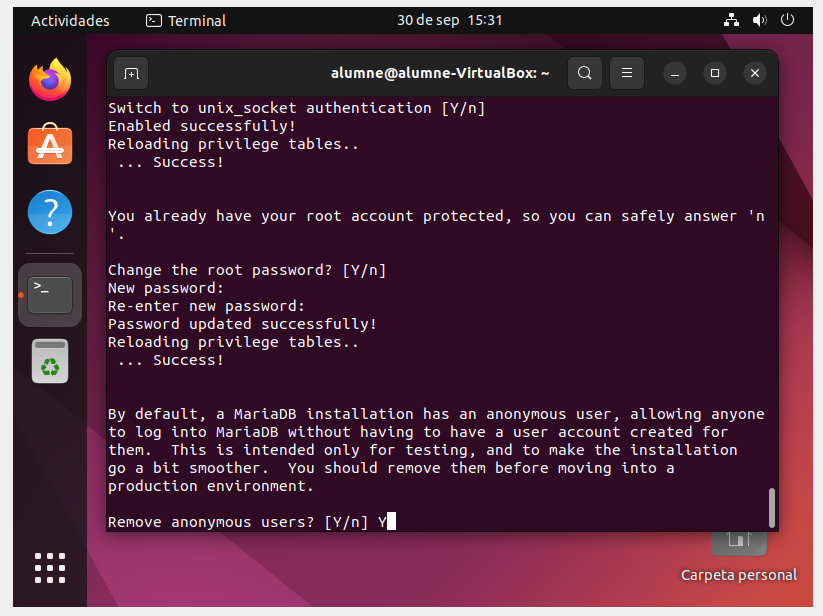 Actividades
Terminal
30 de sep 15:31
alumne@alumne-VirtualBox: ~
Switch to unix_socket authentication [Y/n]
Enabled successfully!
Reloading privilege tables..
 ... Success!
You already have your root account protected, so you can safely answer 'n
'.
Change the root password? [Y/n]
New password:
Re-enter new password:
Password updated successfully!
Reloading privilege tables..
 ... Success!
By default, a MariaDB installation has an anonymous user, allowing anyone
to log into MariaDB without having to have a user account created for
them.  This is intended only for testing, and to make the installation
go a bit smoother.  You should remove them before moving into a
production environment.
Remove anonymous users? [Y/n] Y
Carpeta personal